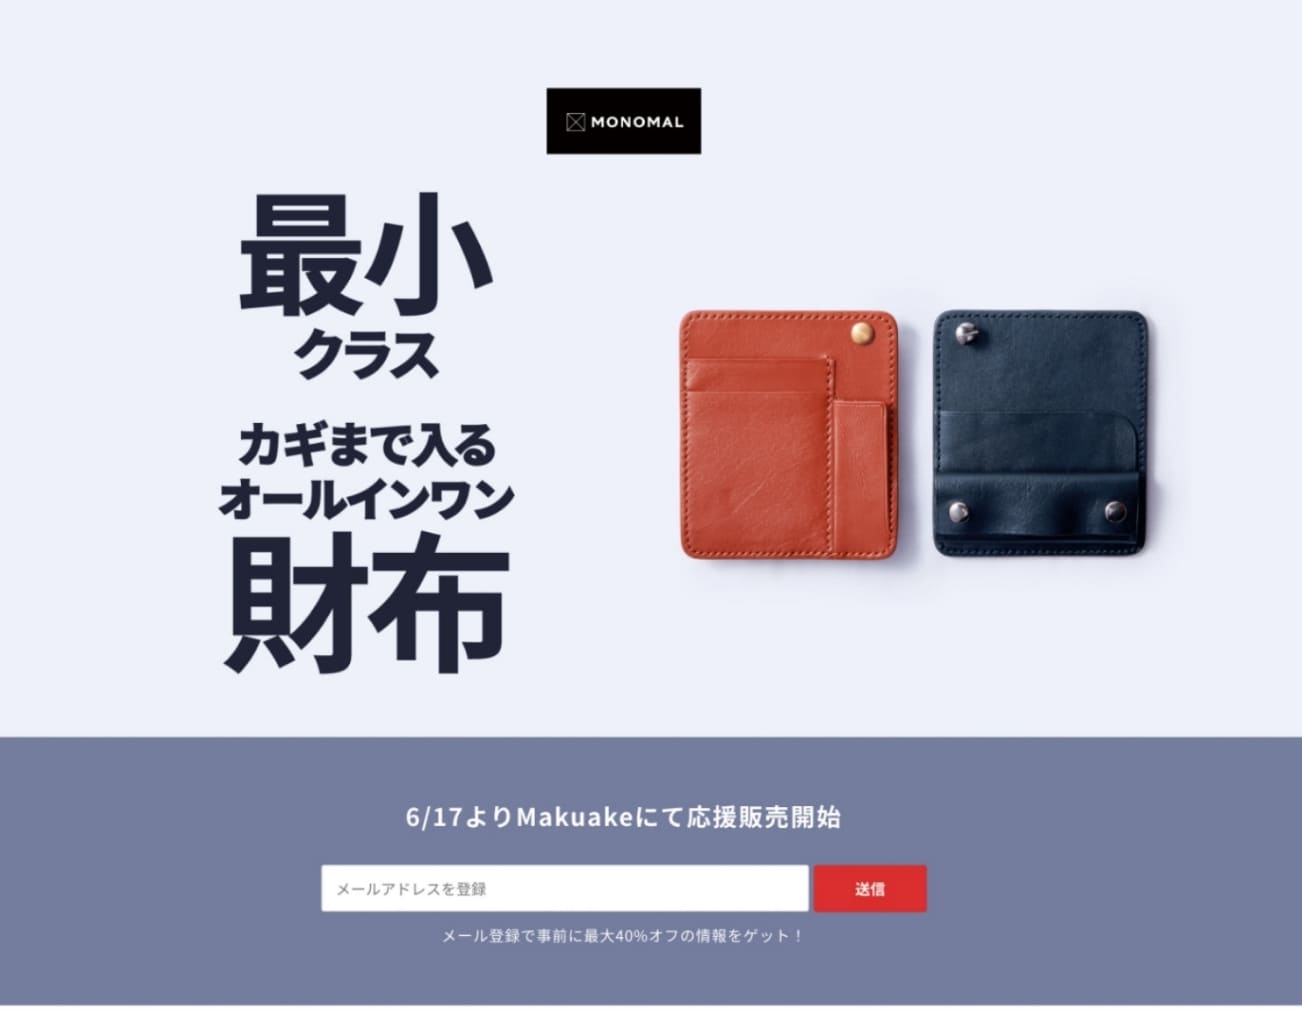 MONOMAL
最小
クラス
カギまで入る
オールインワン
財布
6/17よりMakuakeにて応援販売開始
メールアドレスを登録
送信
メール登録で事前に最大40%オフの情報をゲット！